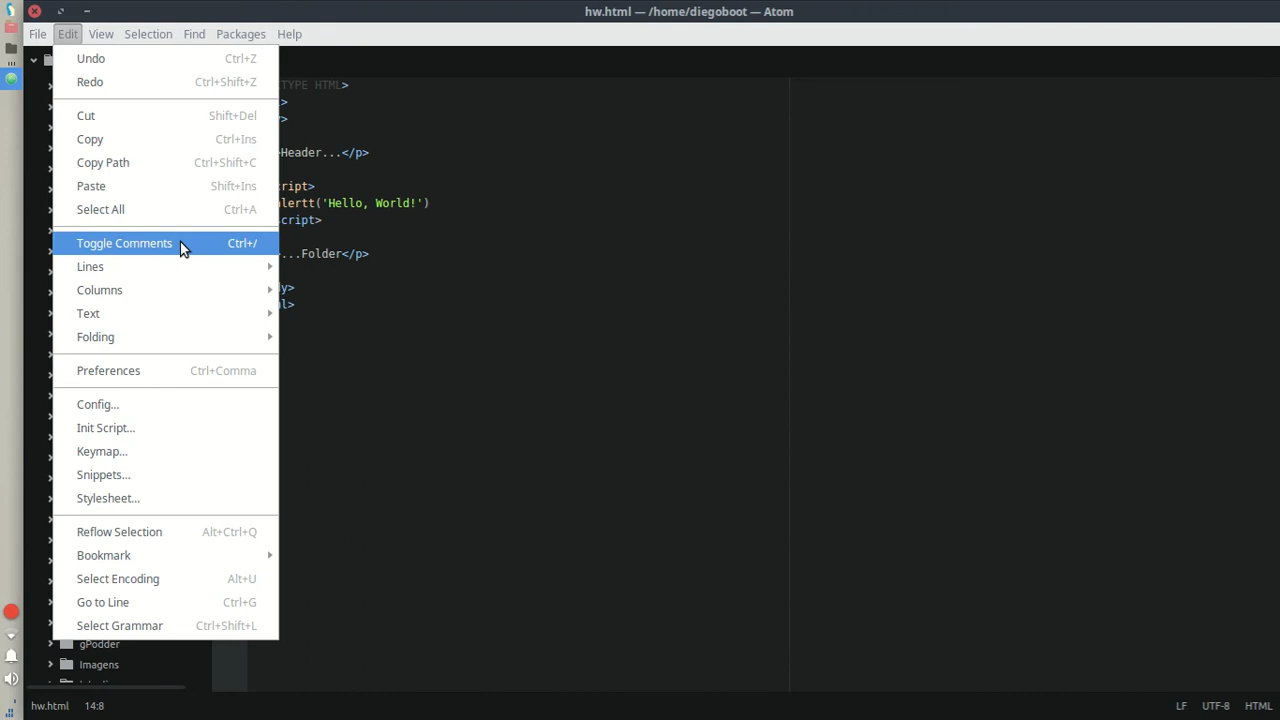 hw.html — /home/diegoboot — Atom
File Edit View Selection Find Packages Help
Undo Ctrl+Z
Redo Ctrl+Shift+Z
Cut Shift+Del
Copy Ctrl+Ins
Copy Path Ctrl+Shift+C
Paste Shift+Ins
Select All Ctrl+A
Toggle Comments Ctrl+/
Lines
Columns
Text
Folding
Preferences Ctrl+Comma
Config...
Init Script...
Keymap...
Snippets...
Stylesheet...
Reflow Selection Alt+Ctrl+Q
Bookmark
Select Encoding Alt+U
Go to Line Ctrl+G
Select Grammar Ctrl+Shift+L
gPodder
Imagens
TYPE HTML>
>
>
Header...</p>
ript>
lertt('Hello, World!')
cript>
...Folder</p>
dy>
ml>
hw.html 14:8 LF UTF-8 HTML